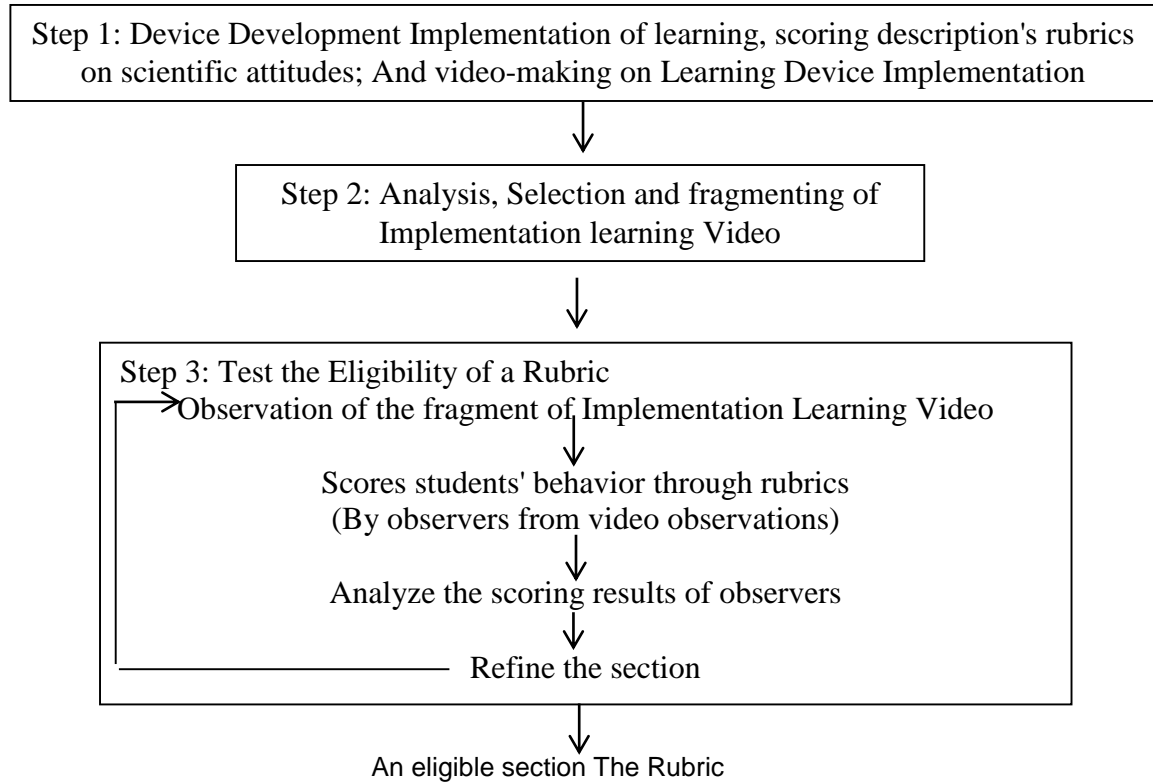 Step 1: Device Development Implementation of learning, scoring description's rubrics
on scientific attitudes; And video-making on Learning Device Implementation
Step 2: Analysis, Selection and fragmenting of
Implementation learning Video
Step 3: Test the Eligibility of a Rubric
Observation of the fragment of Implementation Learning Video
Scores students' behavior through rubrics
(By observers from video observations)
Analyze the scoring results of observers
Refine the section
An eligible section The Rubric